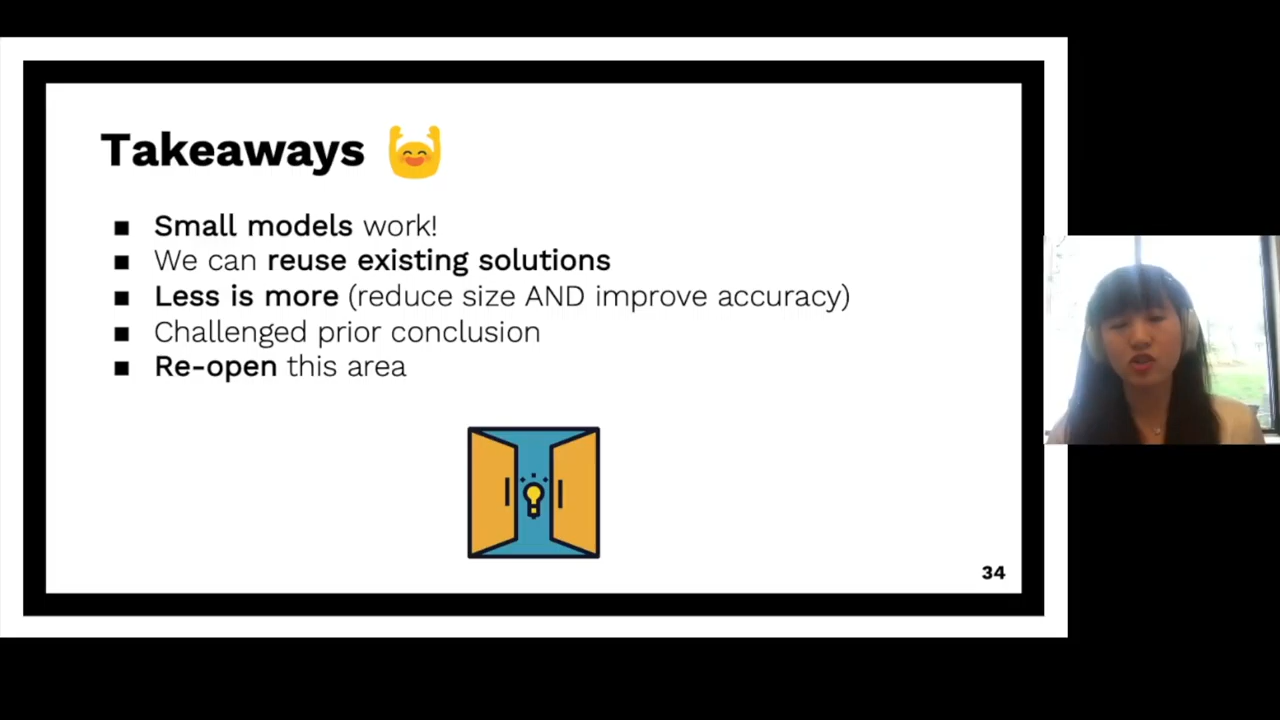 Takeaways
Small models work!
We can reuse existing solutions
Less is more (reduce size AND improve accuracy)
Challenged prior conclusion
Re-open this area
34